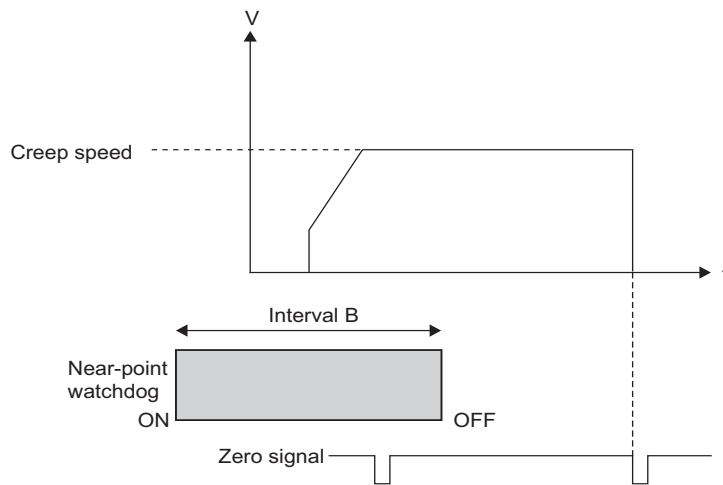 V
Creep speed
Interval B
Near-point
watchdog
ON
OFF
Zero signal